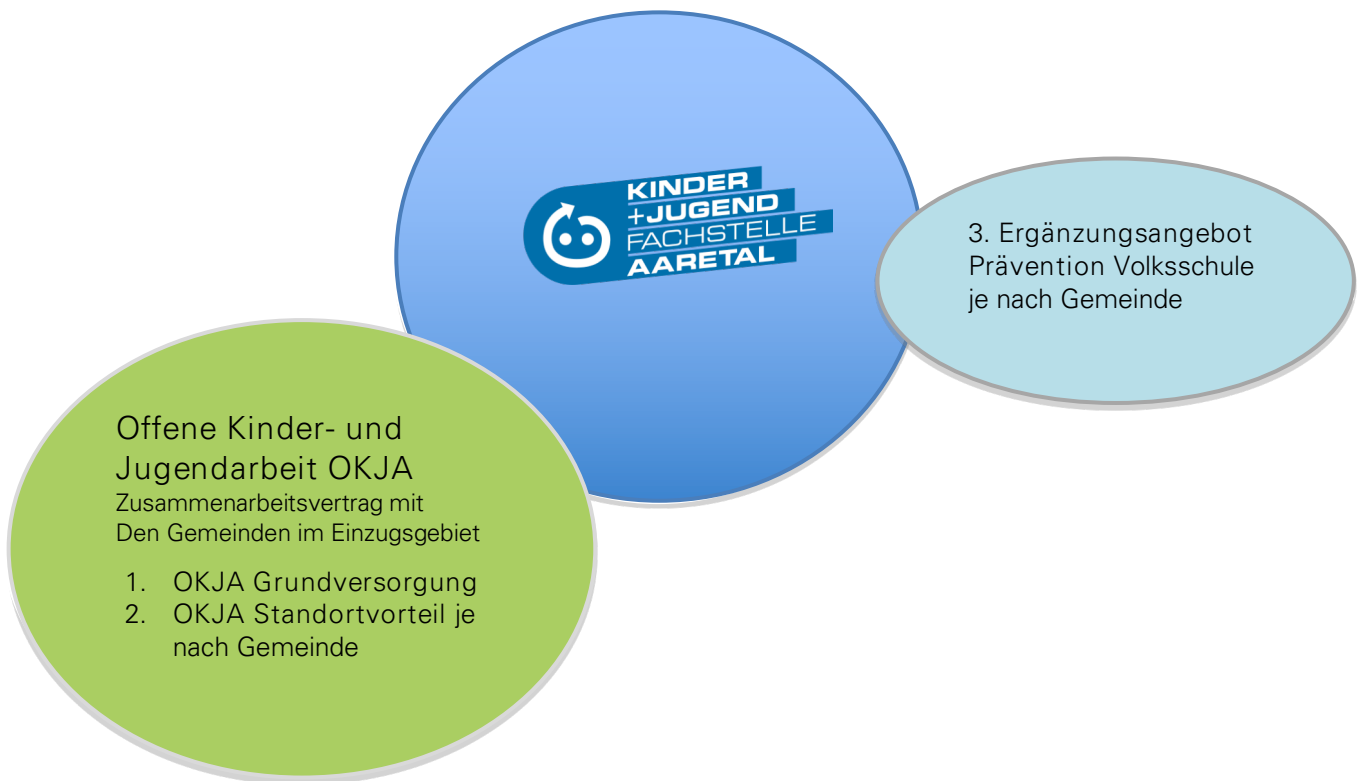 KINDER
+JUGEND
FACHSTELLE
AARETAL
3. Ergänzungsangebot
Prävention Volksschule
je nach Gemeinde
Offene Kinder- und
Jugendarbeit OKJA
Zusammenarbeitsvertrag mit
Den Gemeinden im Einzugsgebiet
1. OKJA Grundversorgung
2. OKJA Standortvorteil je
nach Gemeinde